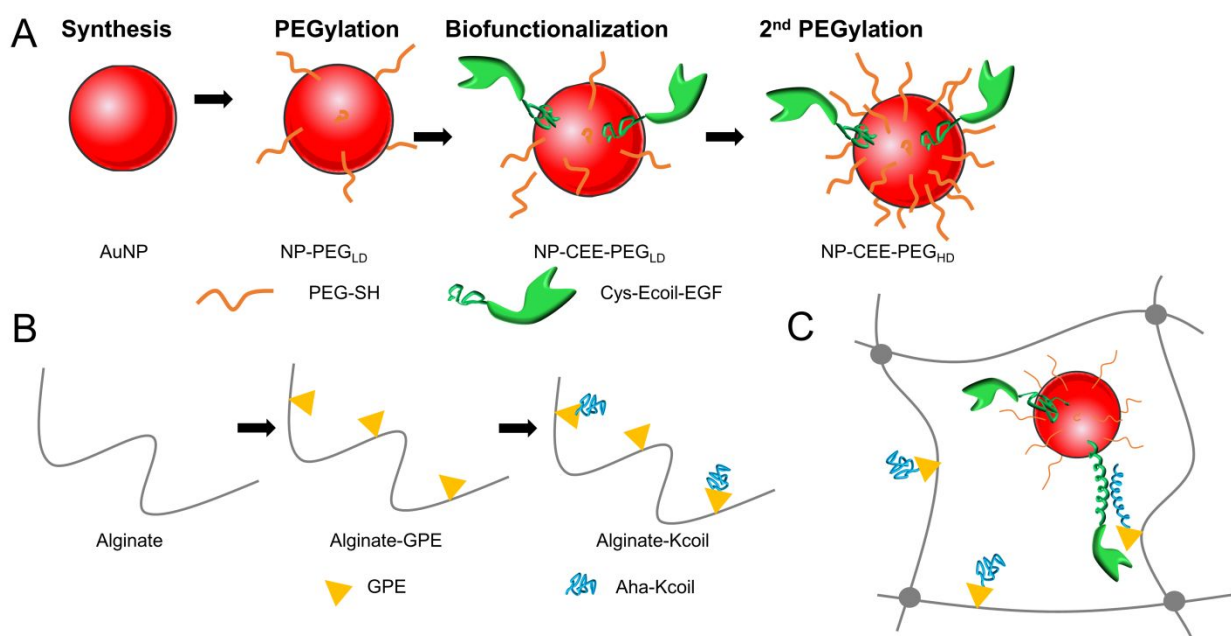 A
Synthesis
PEGylation
Biofunctionalization
2nd PEGylation
AuNP
NP-PEGLD
NP-CEE-PEGLD
NP-CEE-PEGHD
PEG-SH
Cys-Ecoil-EGF
B
Alginate
Alginate-GPE
Alginate-Kcoil
GPE
Aha-Kcoil
C